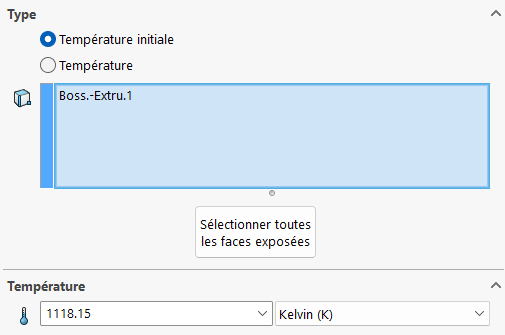 Type
Température initiale
Température
Boss.-Extru.1
Sélectionner toutes
les faces exposées
Température
1118.15
Kelvin (K)